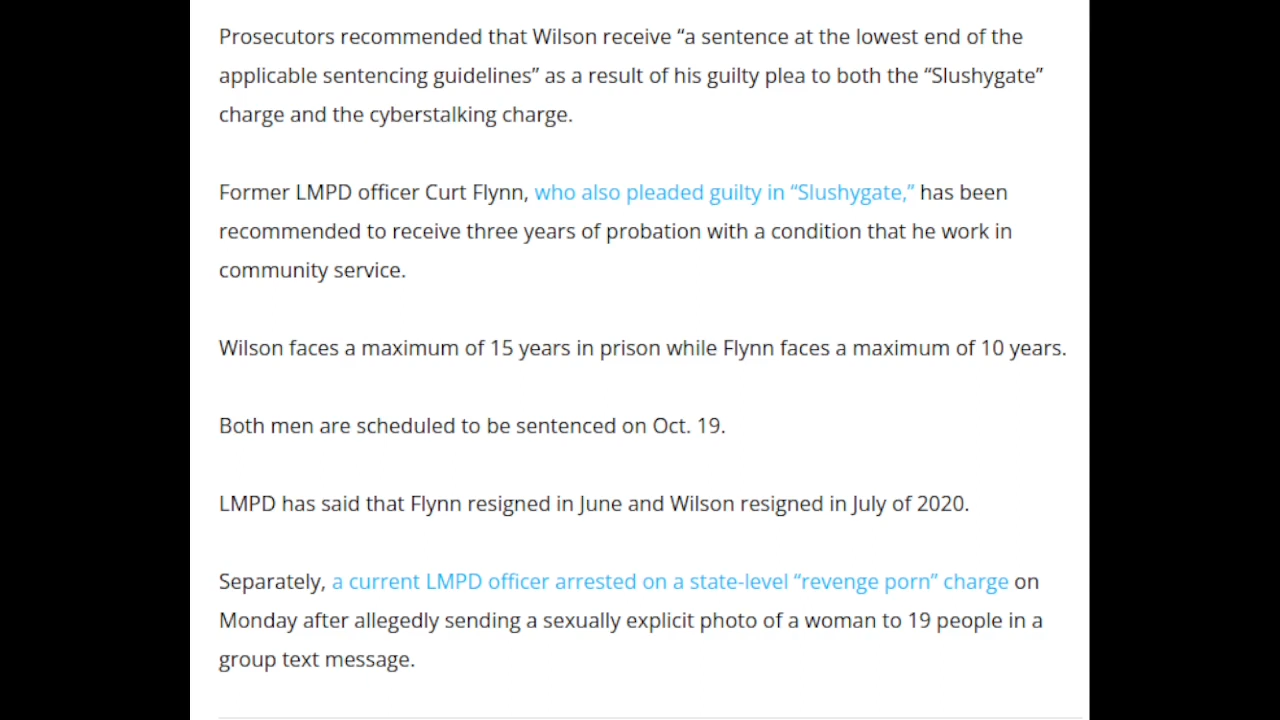 Prosecutors recommended that Wilson receive “a sentence at the lowest end of the
applicable sentencing guidelines” as a result of his guilty plea to both the “Slushygate”
charge and the cyberstalking charge.
Former LMPD officer Curt Flynn, who also pleaded guilty in “Slushygate,” has been
recommended to receive three years of probation with a condition that he work in
community service.
Wilson faces a maximum of 15 years in prison while Flynn faces a maximum of 10 years.
Both men are scheduled to be sentenced on Oct. 19.
LMPD has said that Flynn resigned in June and Wilson resigned in July of 2020.
Separately, a current LMPD officer arrested on a state-level “revenge porn” charge on
Monday after allegedly sending a sexually explicit photo of a woman to 19 people in a
group text message.